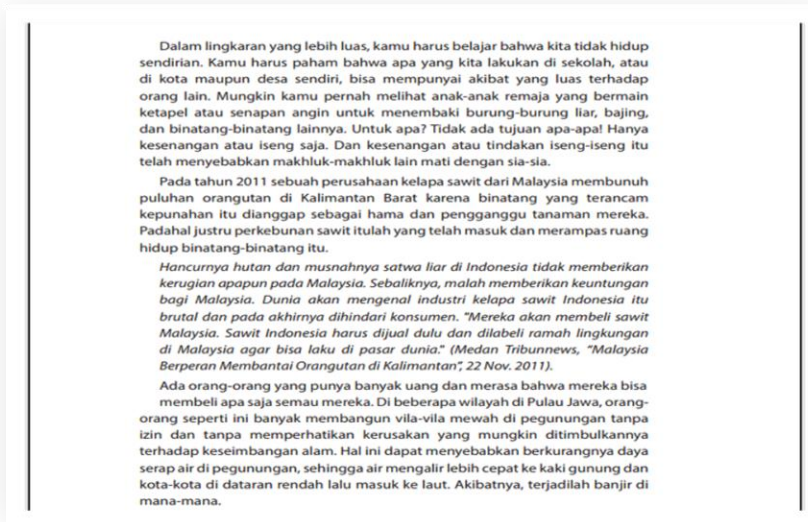 Dalam lingkaran yang lebih luas, kamu harus belajar bahwa kita tidak hidup
sendirian. Kamu harus paham bahwa apa yang kita lakukan di sekolah, atau
di kota maupun desa sendiri, bisa mempunyai akibat yang luas terhadap
orang lain. Mungkin kamu pernah melihat anak-anak remaja yang bermain
ketapel atau senapan angin untuk menembaki burung-burung liar, bajing,
dan binatang-binatang lainnya. Untuk apa? Tidak ada tujuan apa-apa! Hanya
kesenangan atau iseng saja. Dan kesenangan atau tindakan iseng-iseng itu
telah menyebabkan makhluk-makhluk lain mati dengan sia-sia.
Pada tahun 2011 sebuah perusahaan kelapa sawit dari Malaysia membunuh
puluhan orangutan di Kalimantan Barat karena binatang yang terancam
kepunahan itu dianggap sebagai hama dan pengganggu tanaman mereka.
Padahal justru perkebunan sawit itulah yang telah masuk dan merampas ruang
hidup binatang-binatang itu.
Hancurnya hutan dan musnahnya satwa liar di Indonesia tidak memberikan
kerugian apapun pada Malaysia. Sebaliknya, malah memberikan keuntungan
bagi Malaysia. Dunia akan mengenal industri kelapa sawit Indonesia itu
brutal dan pada akhirnya dihindari konsumen. "Mereka akan membeli sawit
Malaysia. Sawit Indonesia harus dijual dulu dan dilabeli ramah lingkungan
di Malaysia agar bisa laku di pasar dunia." (Medan Tribunnews, "Malaysia
Berperan Membantai Orangutan di Kalimantan", 22 Nov. 2011).
Ada orang-orang yang punya banyak uang dan merasa bahwa mereka bisa
membeli apa saja semau mereka. Di beberapa wilayah di Pulau Jawa, orang-
orang seperti ini banyak membangun vila-vila mewah di pegunungan tanpa
izin dan tanpa memperhatikan kerusakan yang mungkin ditimbulkannya
terhadap keseimbangan alam. Hal ini dapat menyebabkan berkurangnya daya
serap air di pegunungan, sehingga air mengalir lebih cepat ke kaki gunung dan
kota-kota di dataran rendah lalu masuk ke laut. Akibatnya, terjadilah banjir di
mana-mana.